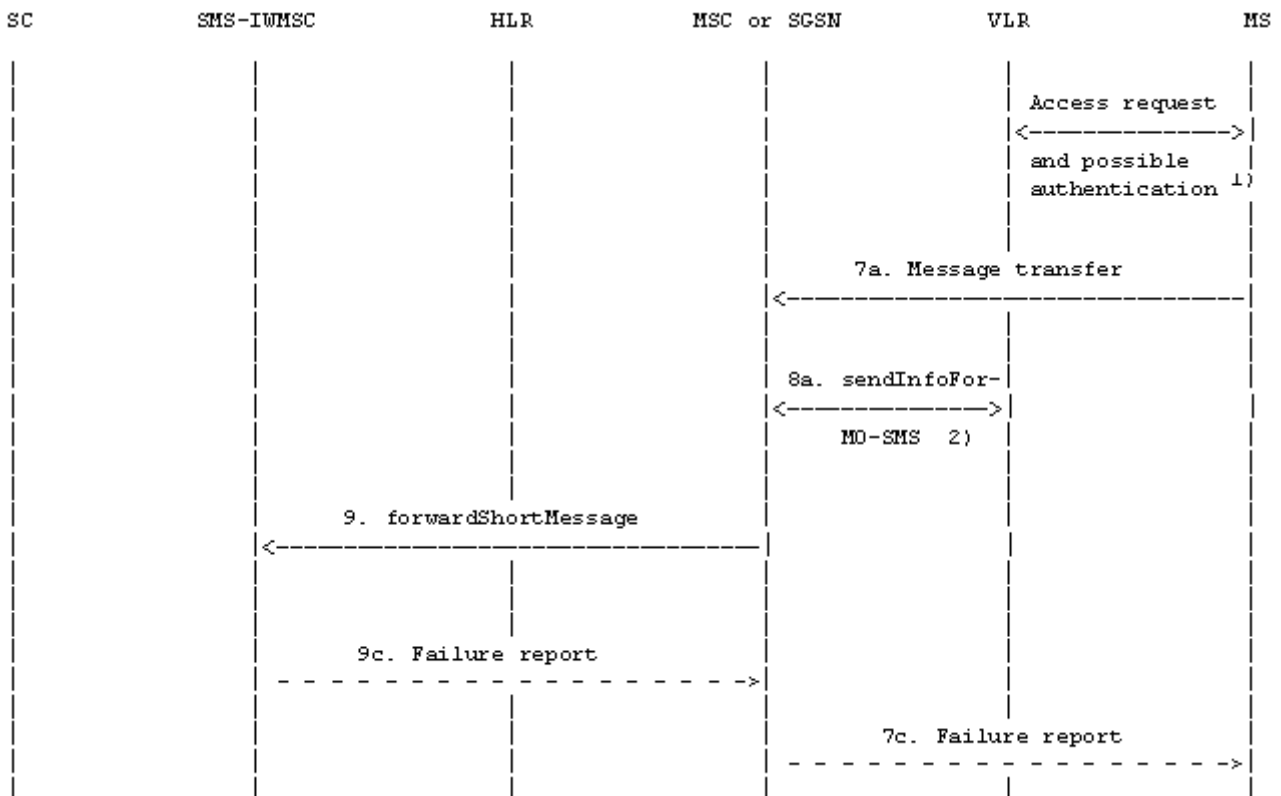 SC SMS-IWMSC HLR MSC or SGSN VLR MS
Access request
and possible
authentication 1)
7a. Message transfer
8a. sendInfoFor-
MO-SMS 2)
9. forwardShortMessage
9c. Failure report
7c. Failure report